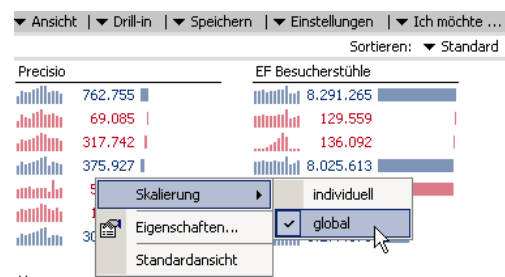 ▼ Ansicht | ▼ Drill-in | ▼ Speichern | ▼ Einstellungen | ▼ Ich möchte ...
Sortieren: ▼ Standard
Precisio EF Besucherstühle
762.755 8.291.265
69.085 129.559
317.742 136.092
375.927 8.025.613
Skalierung individuell
Eigenschaften... global
Standardansicht